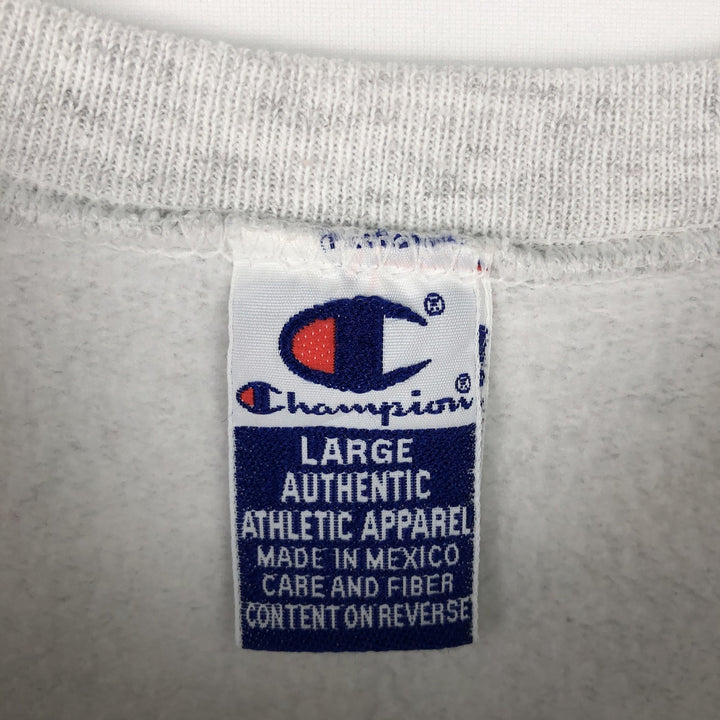 Champion
LARGE
AUTHENTIC
ATHLETIC APPAREL
MADE IN MEXICO
CARE AND FIBER
CONTENT ON REVERSE